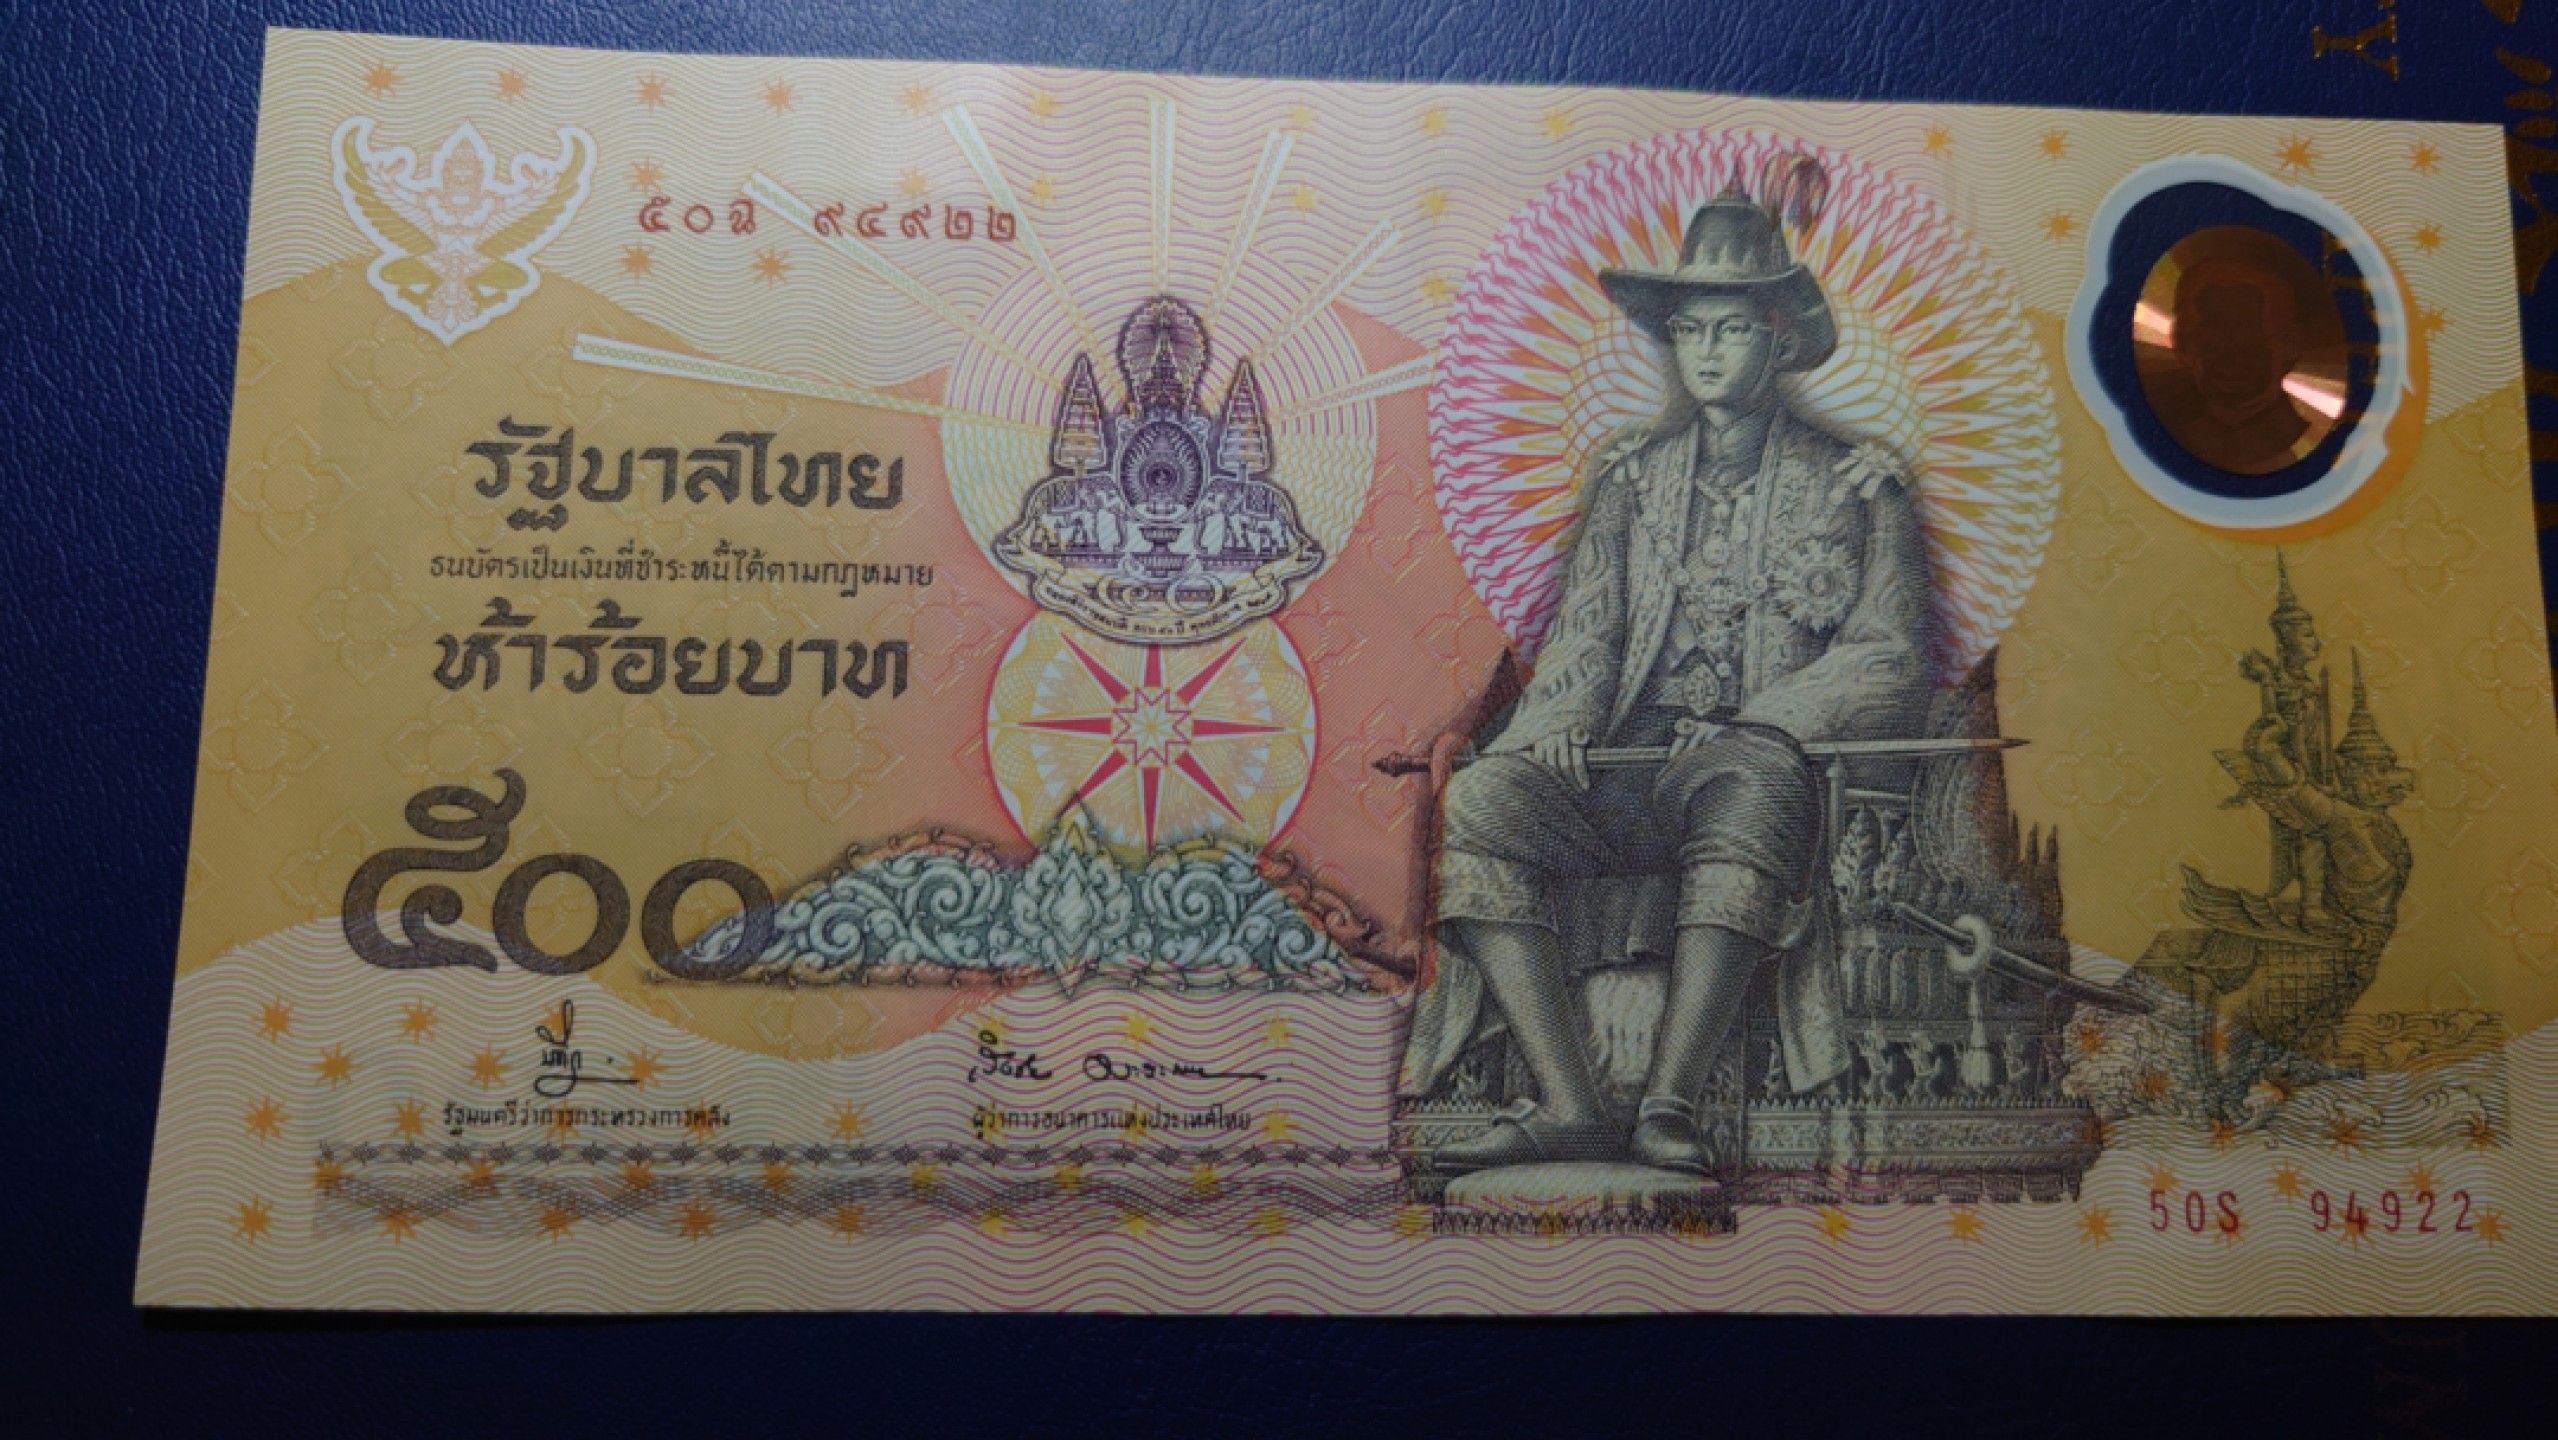 ๕๐ฉ ๙๔๙๒๒
รัฐบาลไทย
ธนบัตรเป็นเงินที่ชำระหนี้ได้ตามกฎหมาย
ห้าร้อยบาท
๕๐๐
รัฐมนตรีว่าการกระทรวงการคลัง
ผู้ว่าการธนาคารแห่งประเทศไทย
50S 94922